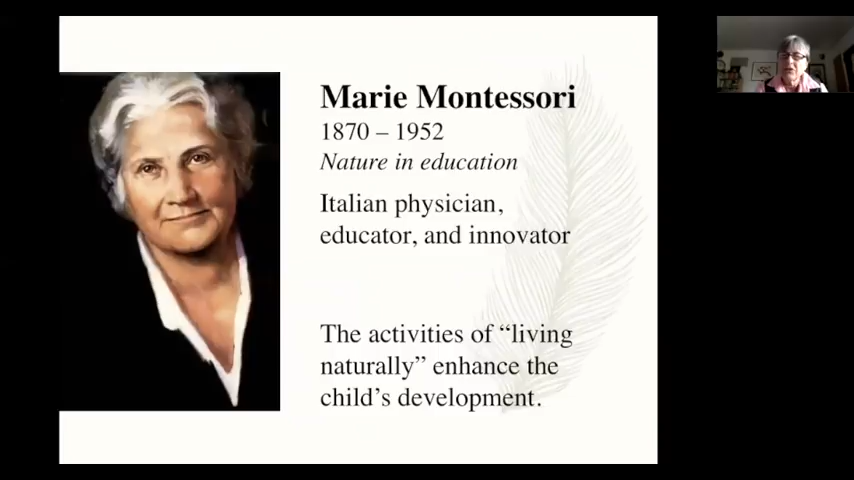 Marie Montessori
1870 – 1952
Nature in education
Italian physician,
educator, and innovator
The activities of “living
naturally” enhance the
child’s development.